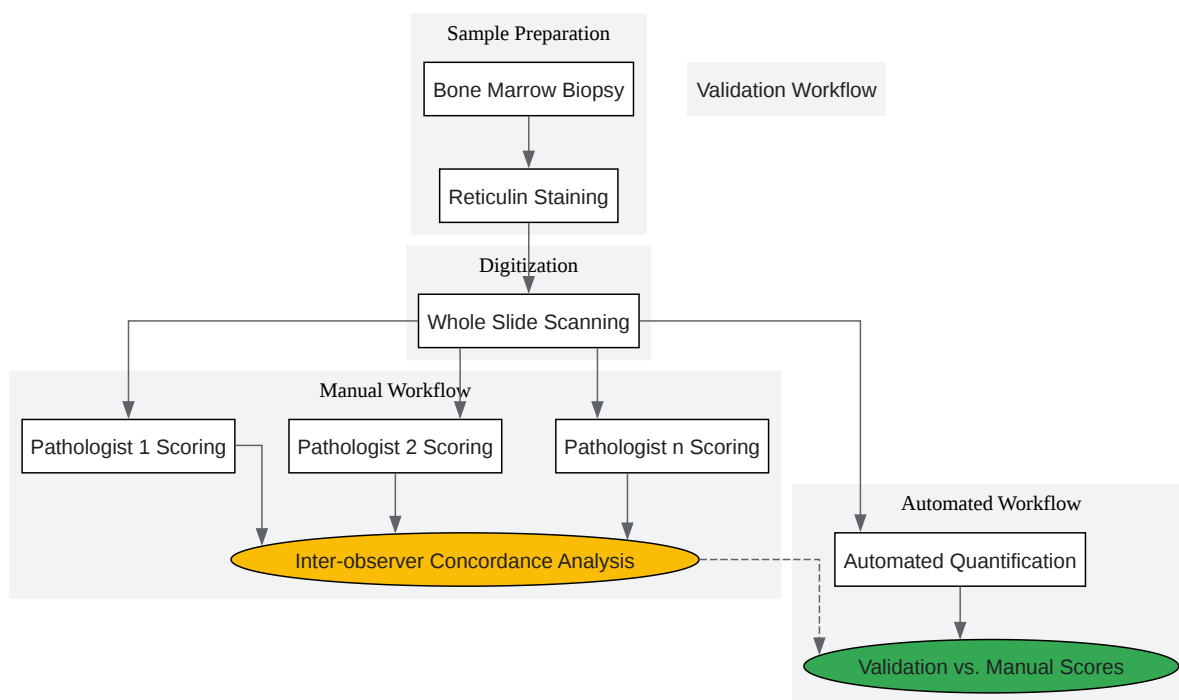 Sample Preparation
Bone Marrow Biopsy
Validation Workflow
Reticulin Staining
Digitization
Whole Slide Scanning
Manual Workflow
Pathologist 1 Scoring
Pathologist 2 Scoring
Pathologist n Scoring
Automated Workflow
Inter-observer Concordance Analysis
Automated Quantification
Validation vs. Manual Scores